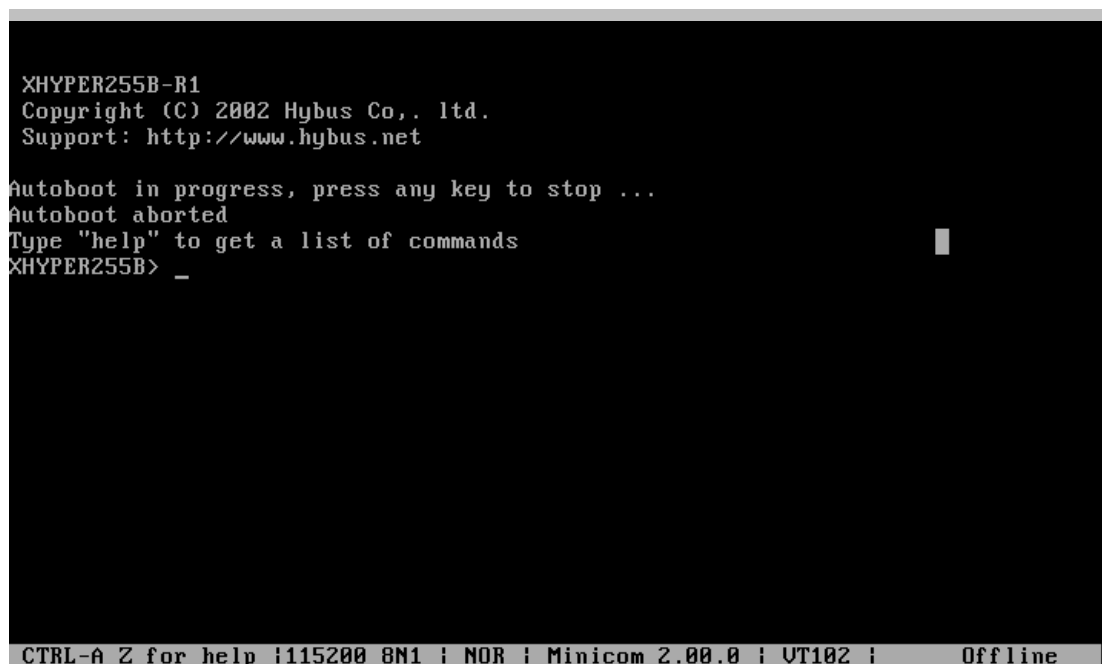 XHYPER255B-R1
Copyright (C) 2002 Hybus Co,. ltd.
Support: http://www.hybus.net
Autoboot in progress, press any key to stop ...
Autoboot aborted
Type "help" to get a list of commands
XHYPER255B> _
CTRL-A Z for help ¦115200 8N1 ¦ NOR ¦ Minicom 2.00.0 ¦ VT102 ¦ Offline